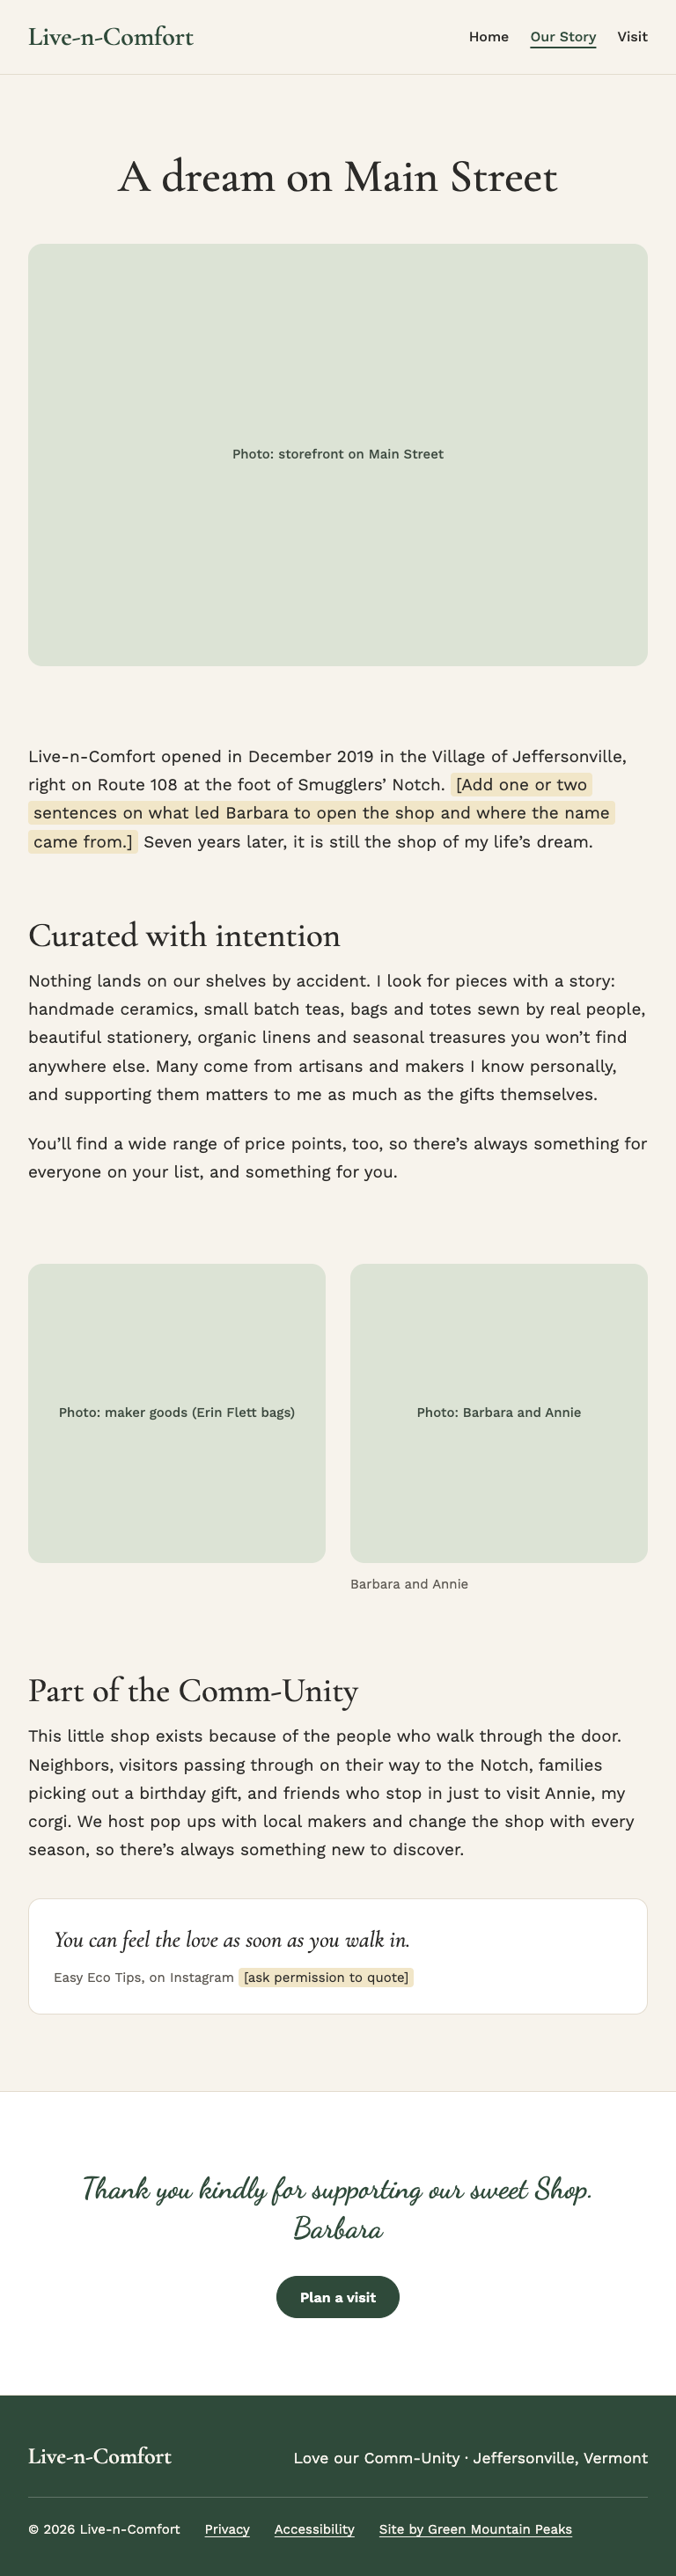 Live-n-Comfort
Home Our Story Visit
A dream on Main Street
Photo: storefront on Main Street
Live-n-Comfort opened in December 2019 in the Village of Jeffersonville,
right on Route 108 at the foot of Smugglers’ Notch. [Add one or two
sentences on what led Barbara to open the shop and where the name
came from.] Seven years later, it is still the shop of my life’s dream.
Curated with intention
Nothing lands on our shelves by accident. I look for pieces with a story:
handmade ceramics, small batch teas, bags and totes sewn by real people,
beautiful stationery, organic linens and seasonal treasures you won’t find
anywhere else. Many come from artisans and makers I know personally,
and supporting them matters to me as much as the gifts themselves.
You’ll find a wide range of price points, too, so there’s always something for
everyone on your list, and something for you.
Photo: maker goods (Erin Flett bags)
Photo: Barbara and Annie
Barbara and Annie
Part of the Comm-Unity
This little shop exists because of the people who walk through the door.
Neighbors, visitors passing through on their way to the Notch, families
picking out a birthday gift, and friends who stop in just to visit Annie, my
corgi. We host pop ups with local makers and change the shop with every
season, so there’s always something new to discover.
You can feel the love as soon as you walk in.
Easy Eco Tips, on Instagram [ask permission to quote]
Thank you kindly for supporting our sweet Shop.
Barbara
Plan a visit
Live-n-Comfort
Love our Comm-Unity · Jeffersonville, Vermont
© 2026 Live-n-Comfort Privacy Accessibility Site by Green Mountain Peaks